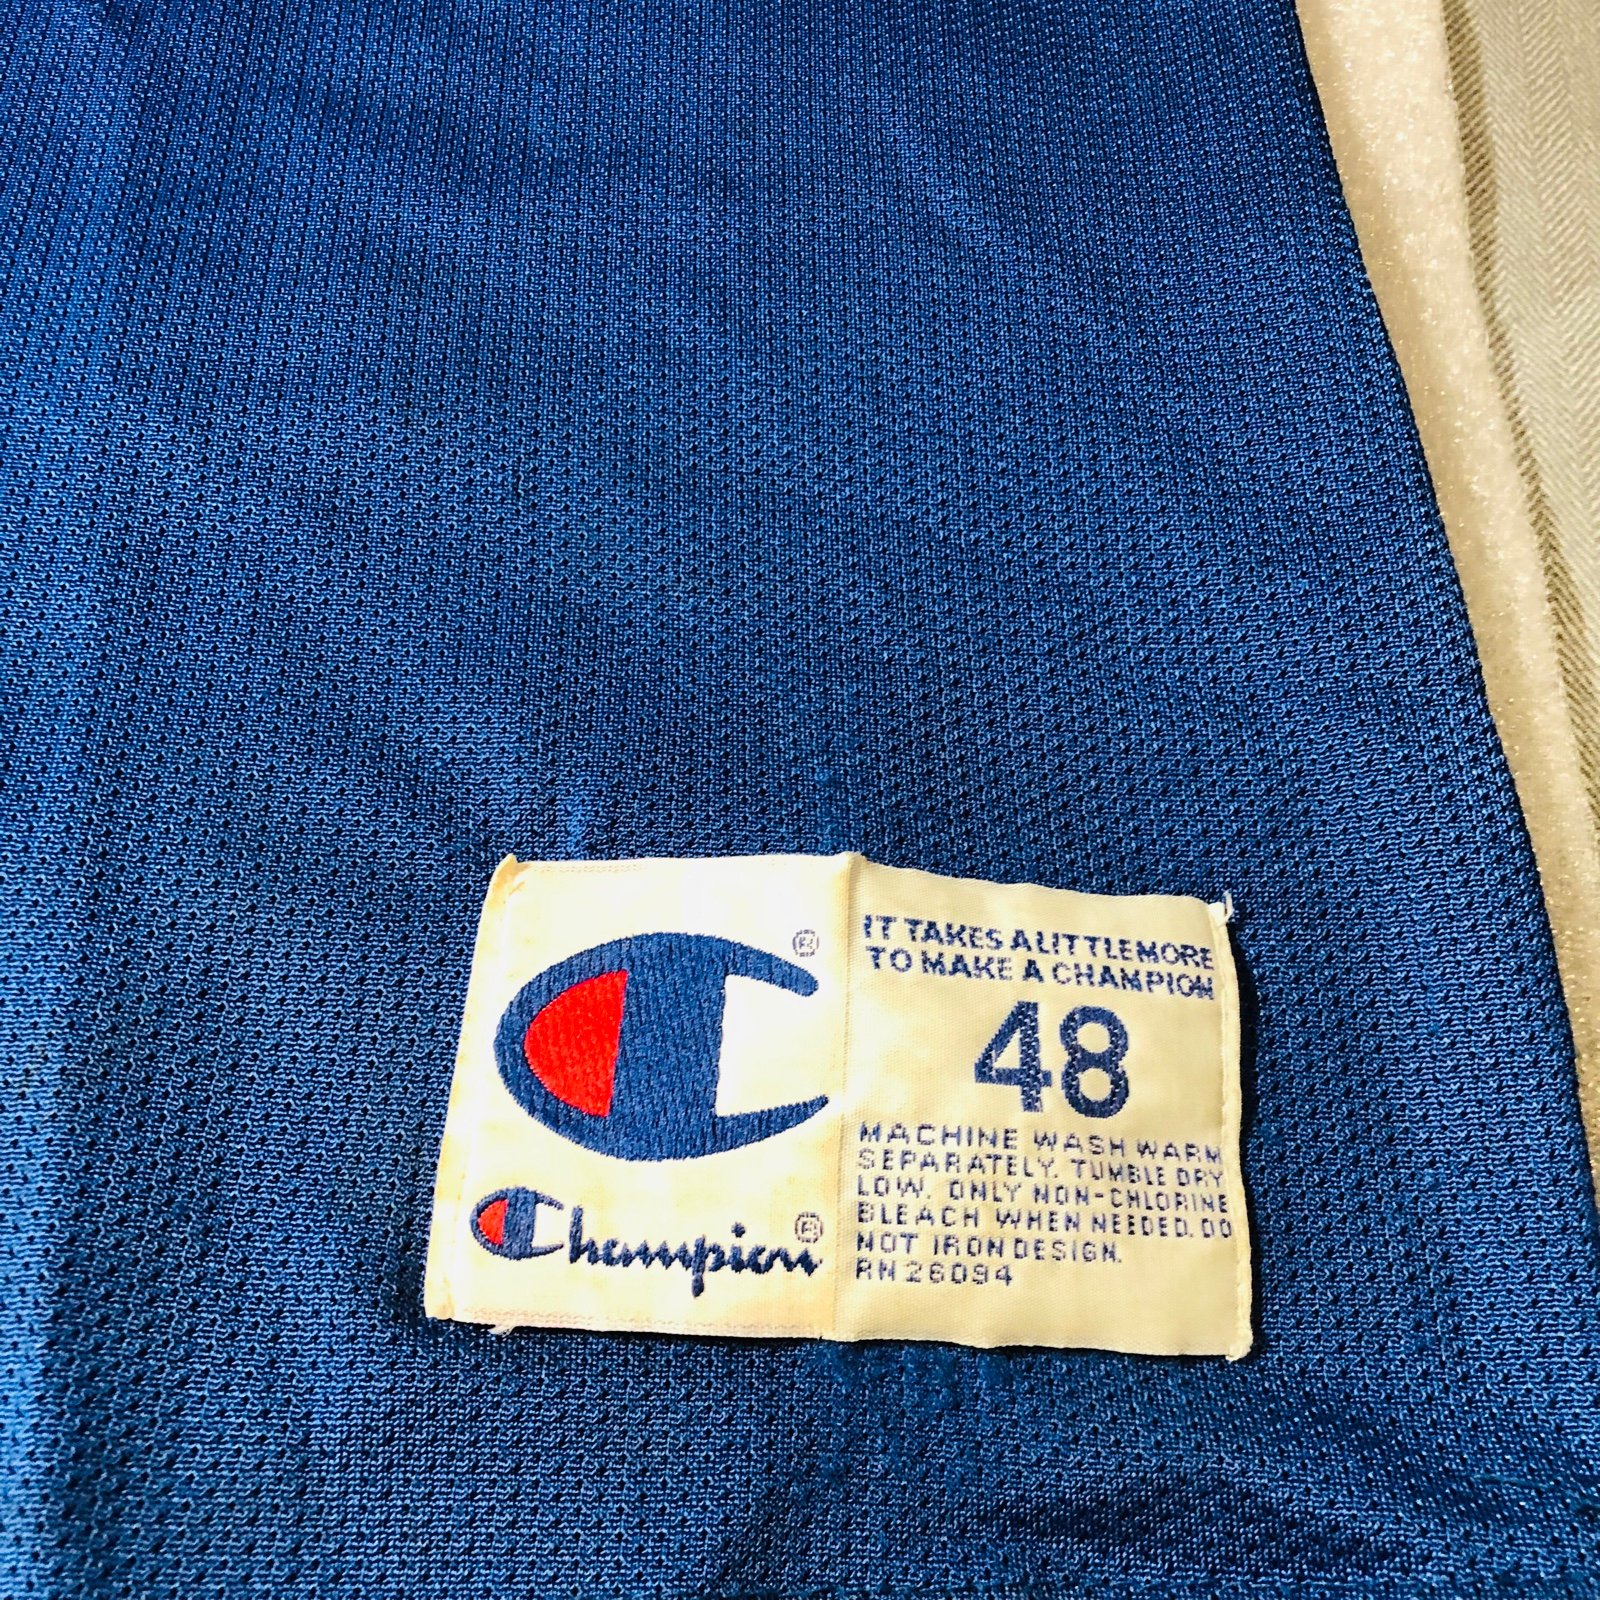 ®
Champion®
IT TAKES A LITTLE MORE
TO MAKE A CHAMPION
48
MACHINE WASH WARM
SEPARATELY. TUMBLE DRY
LOW. ONLY NON-CHLORINE
BLEACH WHEN NEEDED. DO
NOT IRON DESIGN.
RN 26094